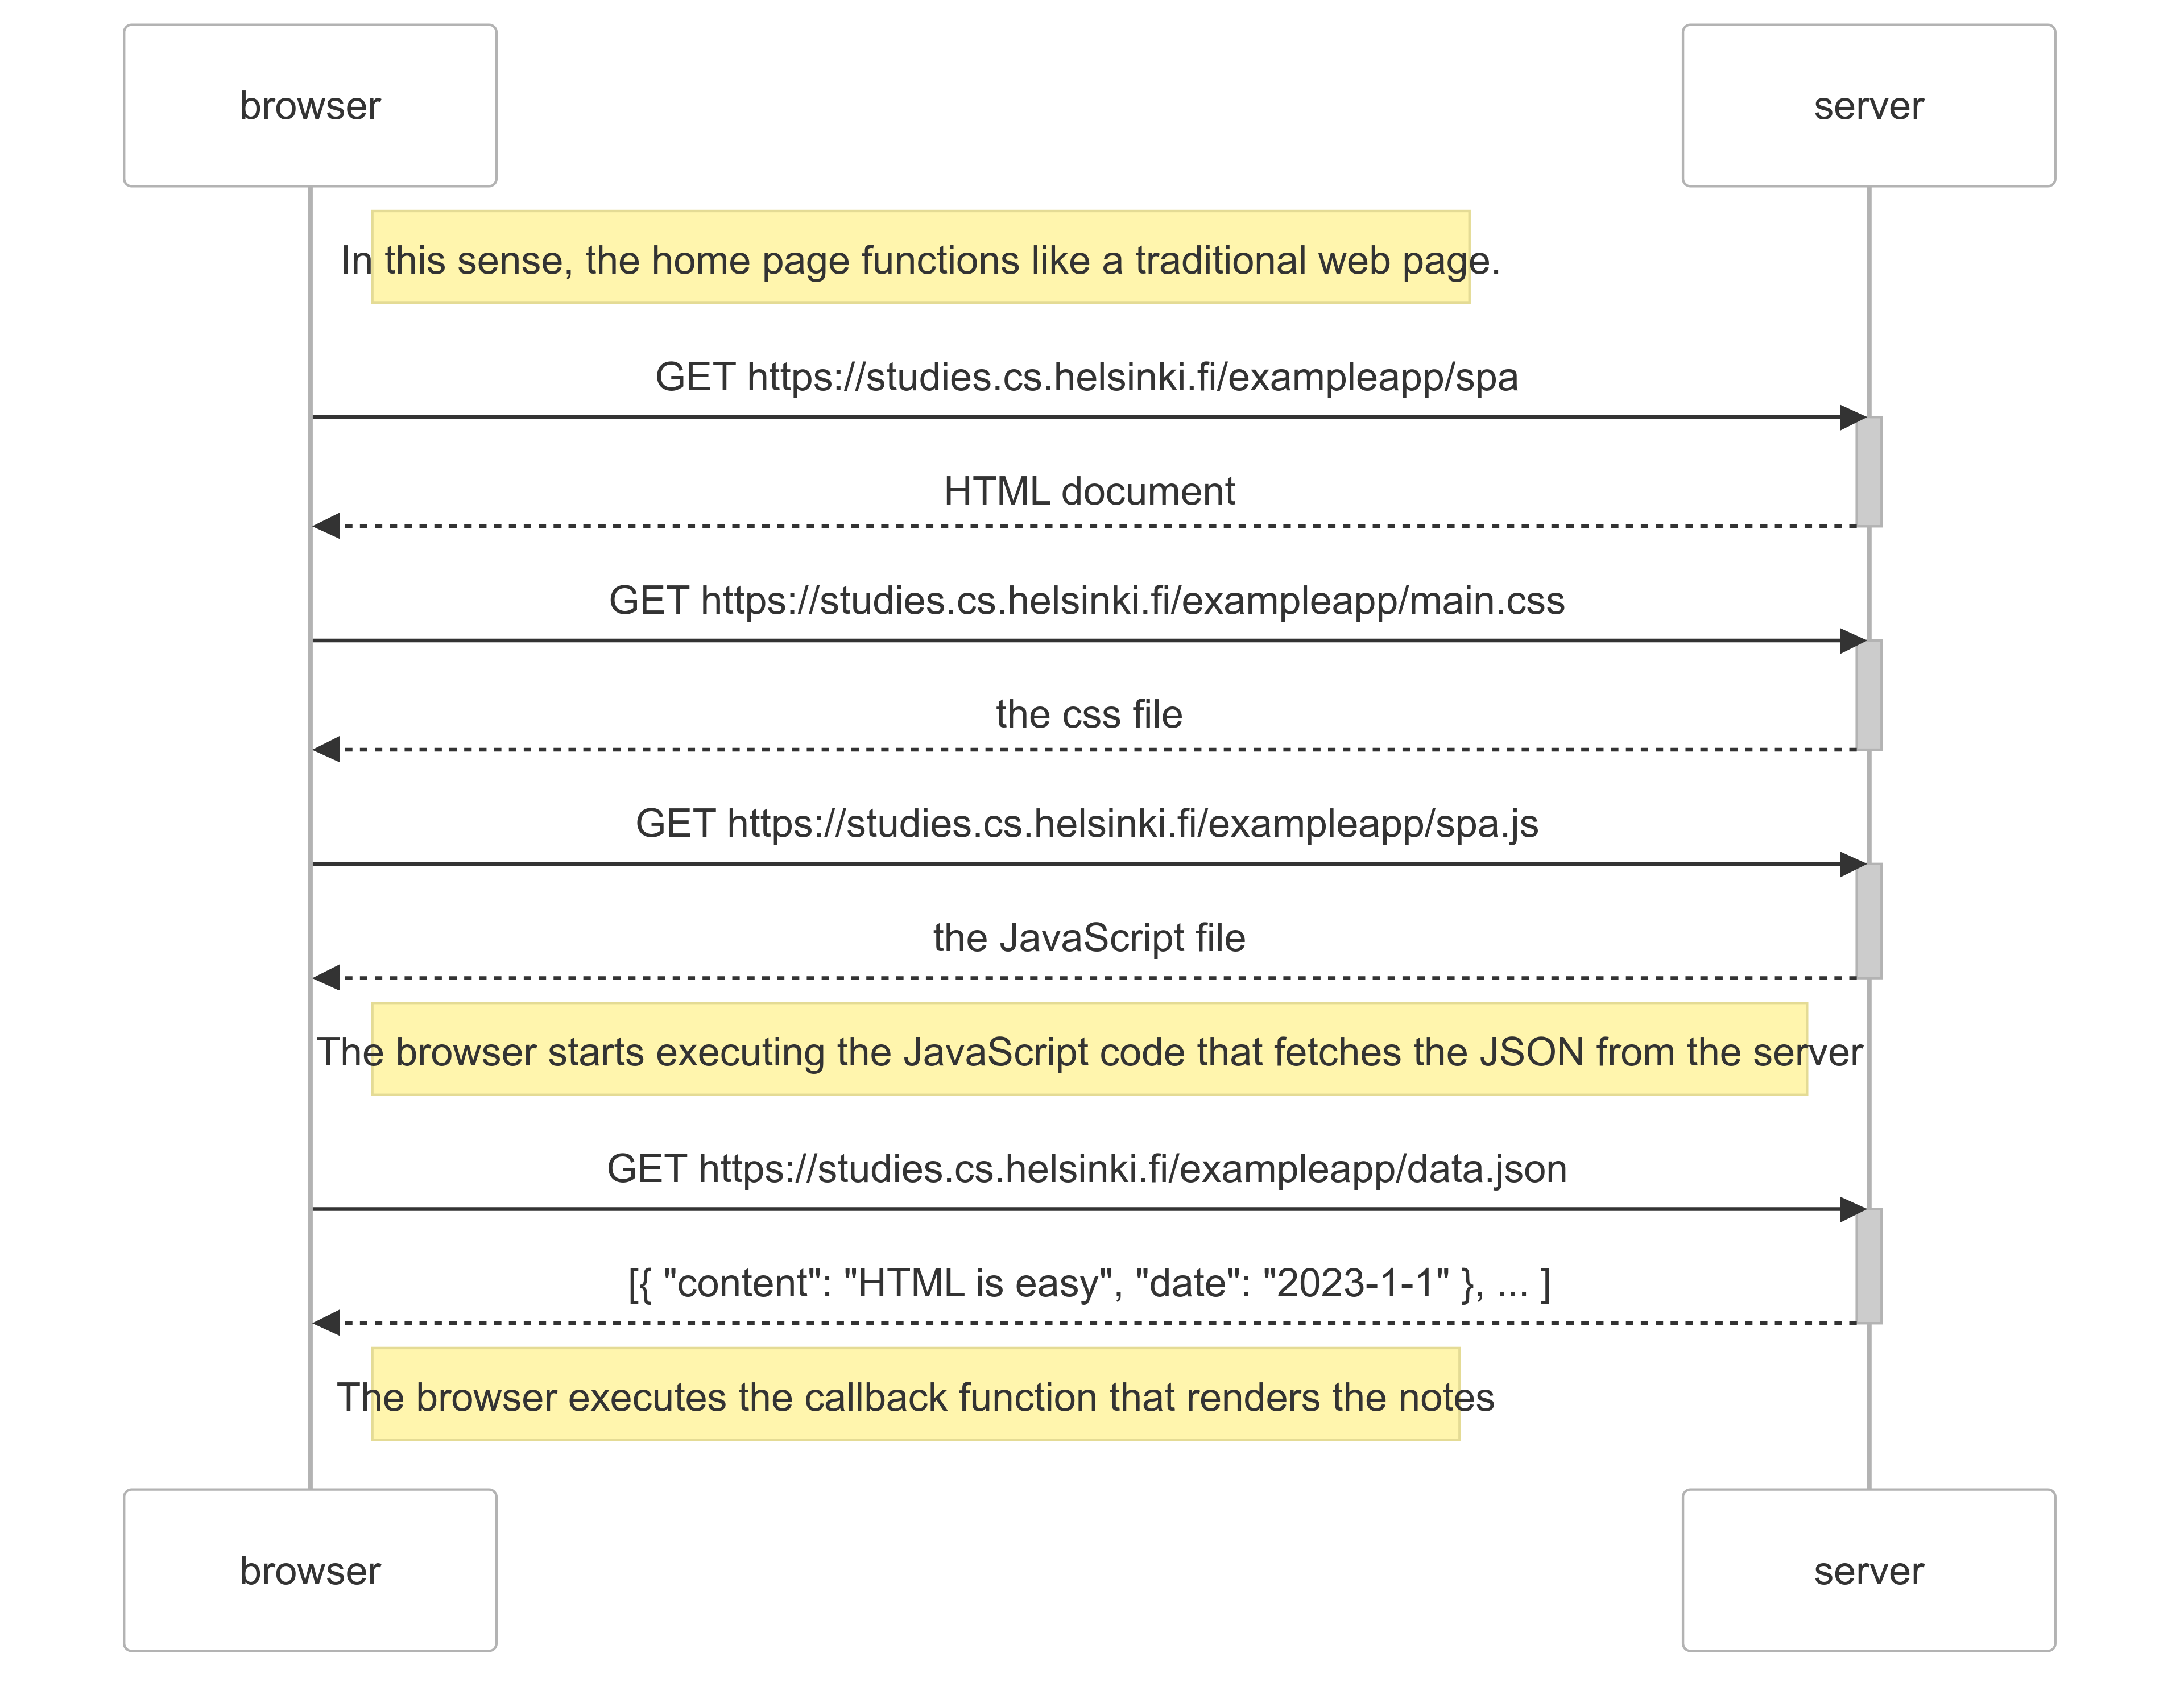 browser
server
In this sense, the home page functions like a traditional web page.
GET https://studies.cs.helsinki.fi/exampleapp/spa
HTML document
GET https://studies.cs.helsinki.fi/exampleapp/main.css
the css file
GET https://studies.cs.helsinki.fi/exampleapp/spa.js
the JavaScript file
The browser starts executing the JavaScript code that fetches the JSON from the server
GET https://studies.cs.helsinki.fi/exampleapp/data.json
[{ "content": "HTML is easy", "date": "2023-1-1" }, ... ]
The browser executes the callback function that renders the notes
browser
server